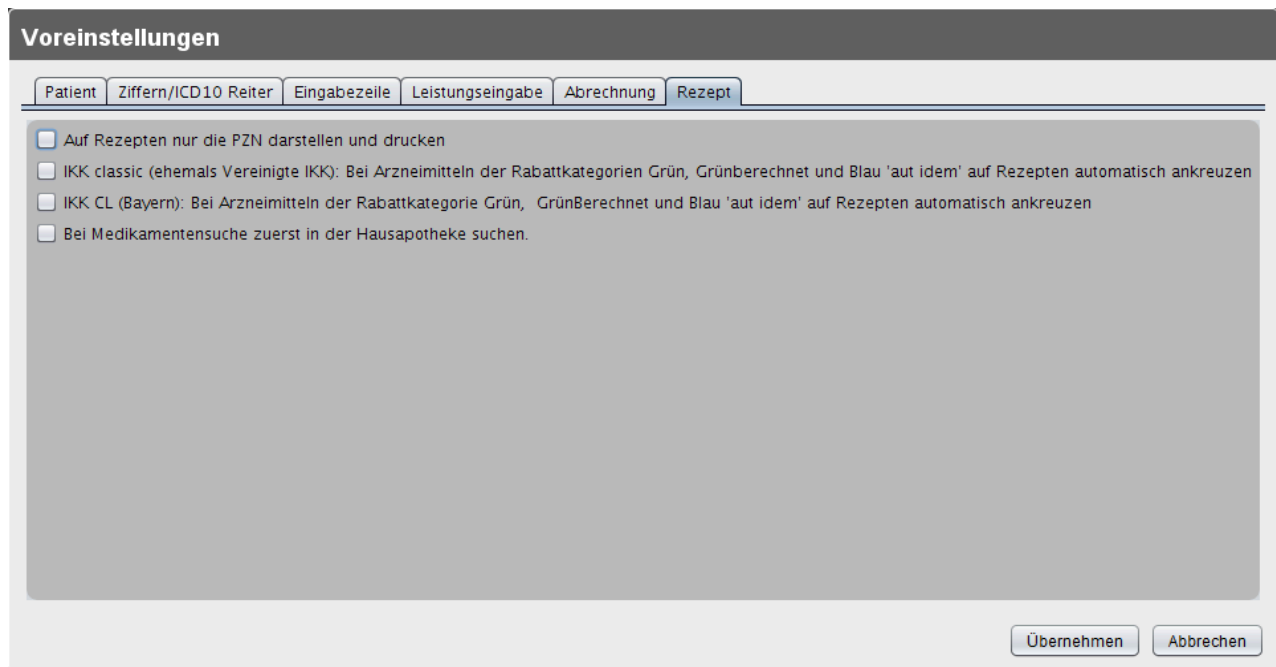 Voreinstellungen
Patient Ziffern/ICD10 Reiter Eingabezeile Leistungseingabe Abrechnung Rezept
Auf Rezepten nur die PZN darstellen und drucken
IKK classic (ehemals Vereinigte IKK): Bei Arzneimitteln der Rabattkategorien Grün, Grünberechnet und Blau 'aut idem' auf Rezepten automatisch ankreuzen
IKK CL (Bayern): Bei Arzneimitteln der Rabattkategorie Grün,  GrünBerechnet und Blau 'aut idem' auf Rezepten automatisch ankreuzen
Bei Medikamentensuche zuerst in der Hausapotheke suchen.
Übernehmen Abbrechen